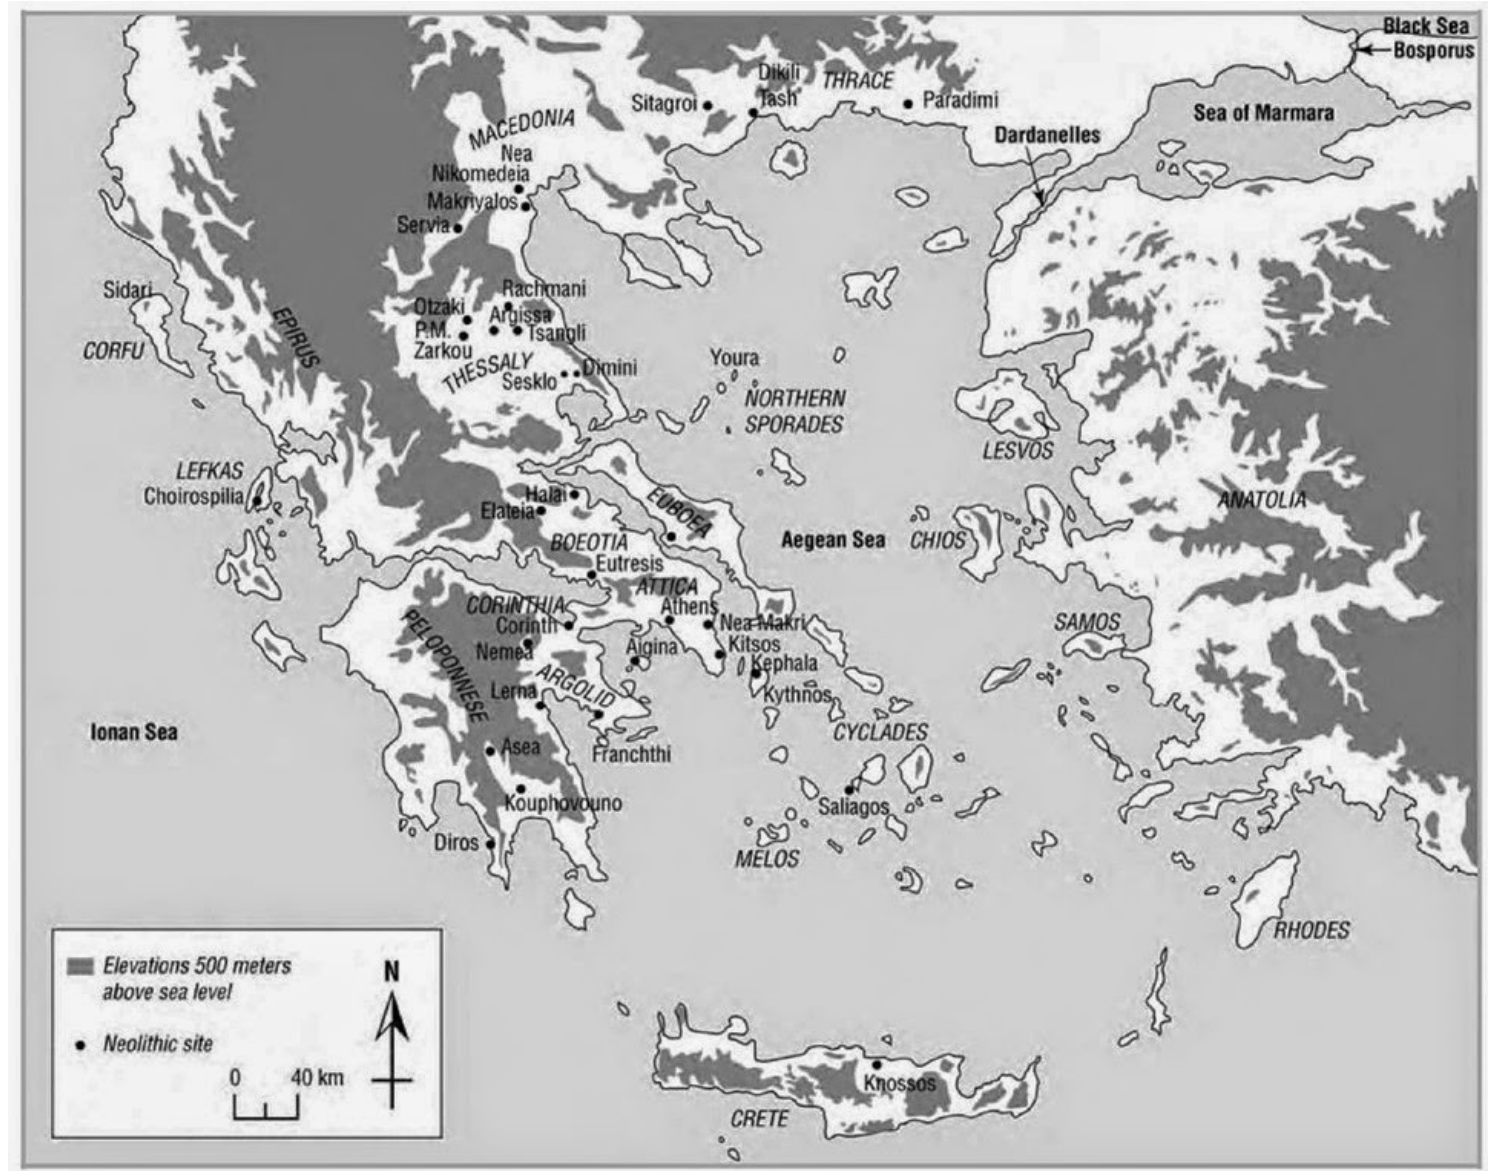 Black Sea
Bosporus
Dikili
Tash
THRACE
Sitagroi
Paradimi
Sea of Marmara
Dardanelles
MACEDONIA
Nea
Nikomedeia
Makriyalos
Servia
Sidari
CORFU
EPIRUS
Rachmani
Otzaki
Argissa
P.M.
Zarkou
Tsangli
THESSALY
Sesklo
Dimini
Youra
NORTHERN
SPORADES
LESVOS
LEFKAS
Choirospilia
Halai
Elateia
EUBOEA
ANATOLIA
Aegean Sea
CHIOS
BOEOTIA
Eutresis
ATTICA
Athens
CORINTHIA
Corinth
PELOPONNESE
Nea Makri
SAMOS
Nemea
Aigina
Kitsos
Kephala
Kythnos
ARGOLID
Lerna
Ionan Sea
CYCLADES
Asea
Franchthi
Kouphovouno
Saliagos
Diros
MELOS
RHODES
Elevations 500 meters
above sea level
N
Neolithic site
0 40 km
Knossos
CRETE